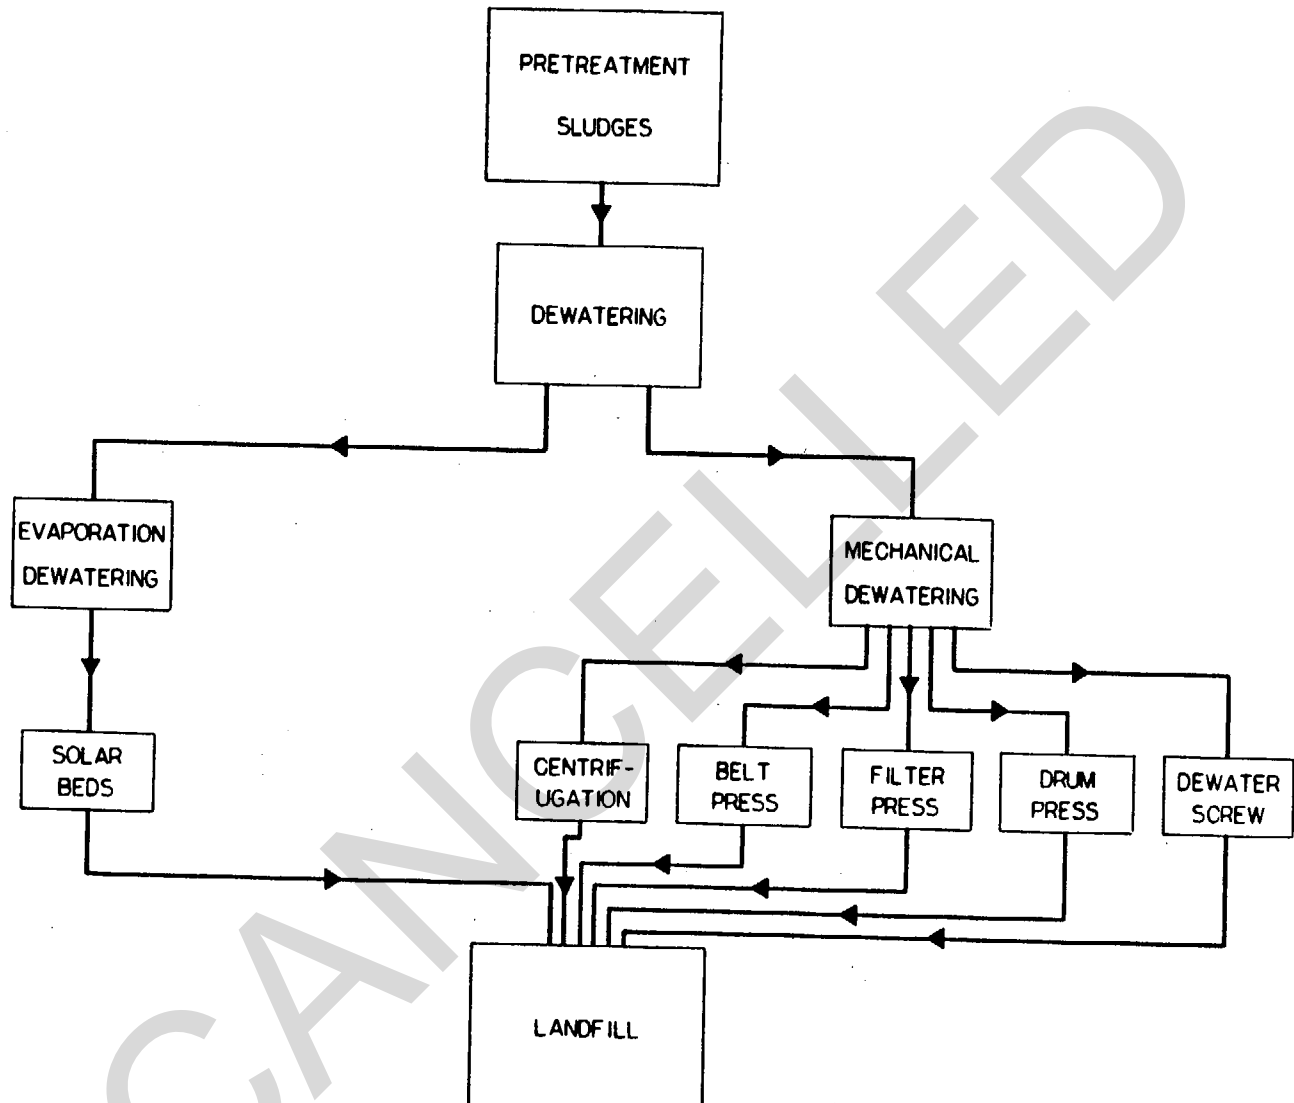 PRETREATMENT
SLUDGES
DEWATERING
EVAPORATION
DEWATERING
MECHANICAL
DEWATERING
SOLAR
BEDS
CENTRIF-
UGATION
BELT
PRESS
FILTER
PRESS
DRUM
PRESS
DEWATER
SCREW
LANDFILL
CANCELLED